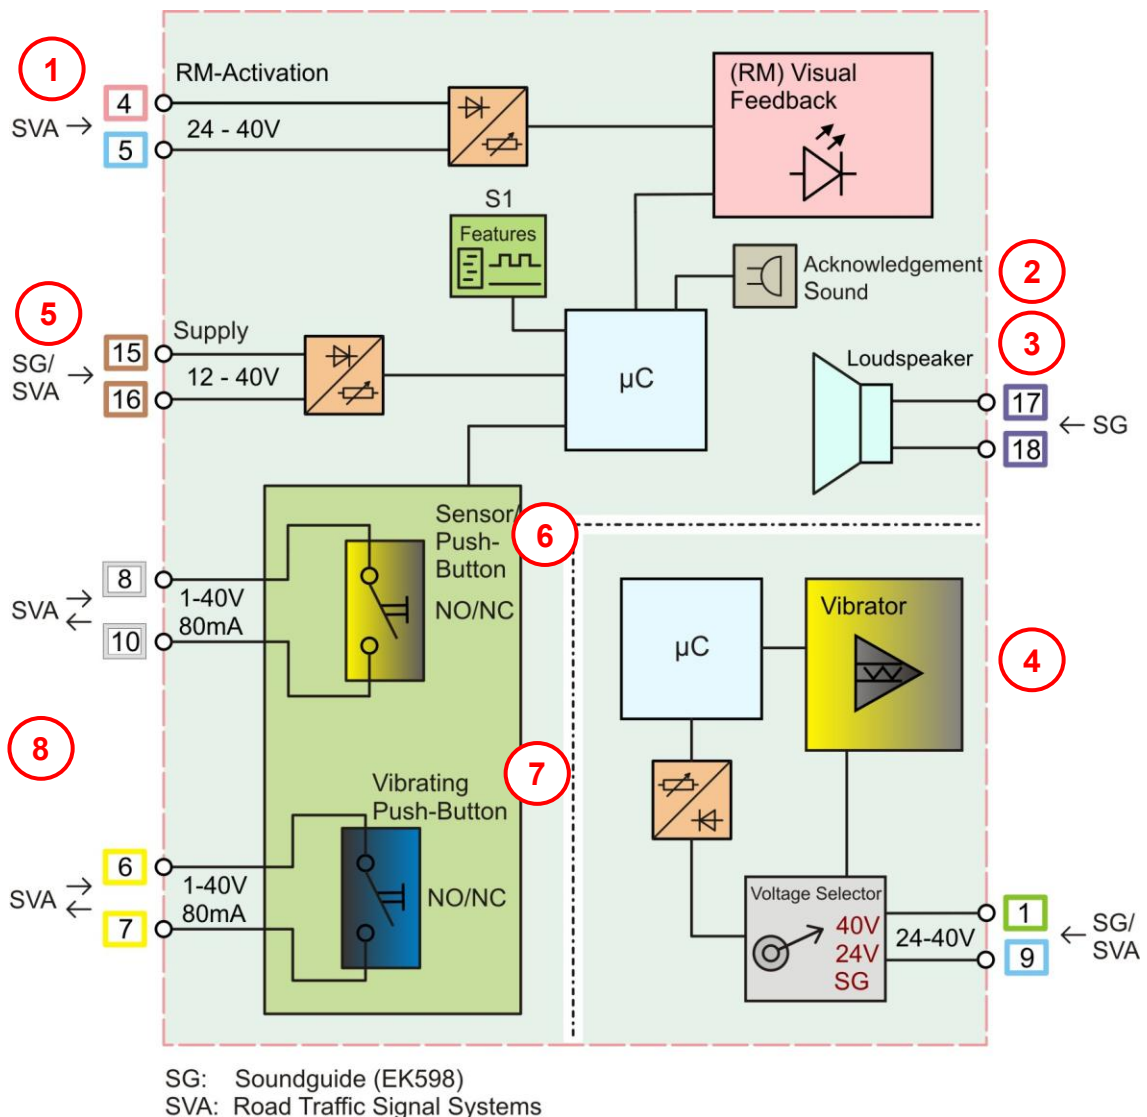 1
RM-Activation
4
SVA →
24 - 40V
5
(RM) Visual
Feedback
S1
Features
Acknowledgement
Sound
2
5
Supply
15
SG/
SVA
→
12 - 40V
16
µC
3
Loudspeaker
17
← SG
18
Sensor/
Push-
Button
6
NO/NC
8
SVA
→
←
1-40V
80mA
10
µC
Vibrator
4
8
7
Vibrating
Push-Button
NO/NC
6
SVA
→
←
1-40V
80mA
7
Voltage Selector
40V
24V
SG
24-40V
1
← SG/
SVA
9
SG: Soundguide (EK598)
SVA: Road Traffic Signal Systems